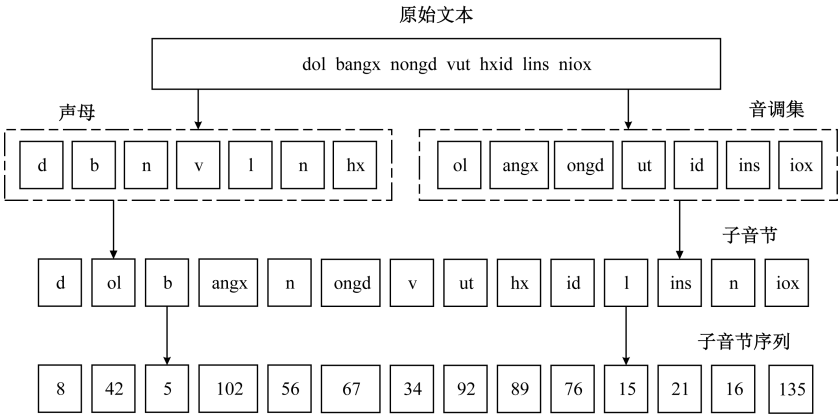 原始文本
dol bangx nongd vut hxid lins niox
声母
音调集
d b n v l n hx
ol angx ongd ut id ins iox
子音节
d ol b angx n ongd v ut hx id l ins n iox
子音节序列
8 42 5 102 56 67 34 92 89 76 15 21 16 135